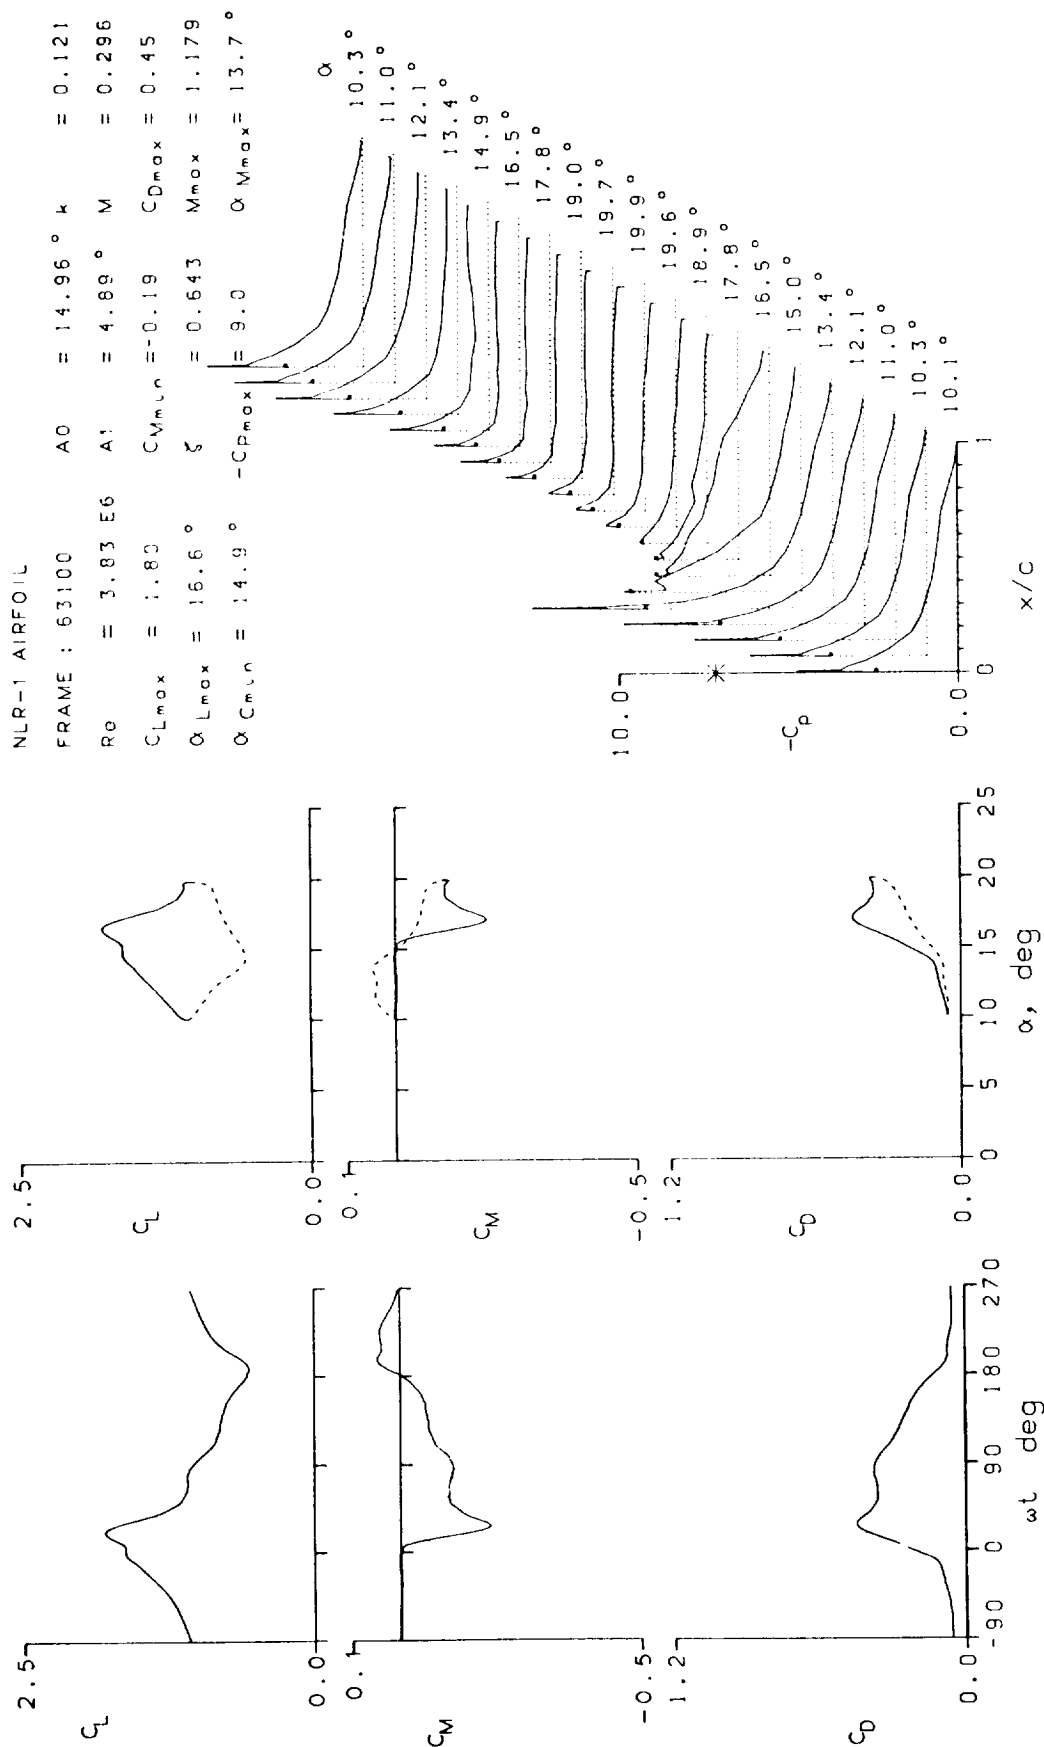 NLR-1 AIRFOIL
FRAME : 63100 A0 = 14.96° k = 0.121
Re = 3.83 E6 A1 = 4.89° M = 0.296
CLmax = 1.80 CMmin =-0.19 CDmax = 0.45
αLmax = 16.6° ζ = 0.643 Mmax = 1.179
αCmin = 14.9° -CPmax = 9.0 αMmax = 13.7°
2.5
CL
0.0
0.1
CM
-0.5
1.2
CD
0.0
-90 0 90 180 270
ωt deg
2.5
CL
0.0
0.1
CM
-0.5
1.2
CD
0.0
0 5 10 15 20 25
α, deg
α
10.3°
11.0°
12.1°
13.4°
14.9°
16.5°
17.8°
19.0°
19.7°
19.9°
19.6°
18.9°
17.8°
16.5°
15.0°
13.4°
12.1°
11.0°
10.3°
10.1°
10.0
-Cp
0.0
0 1
x/c